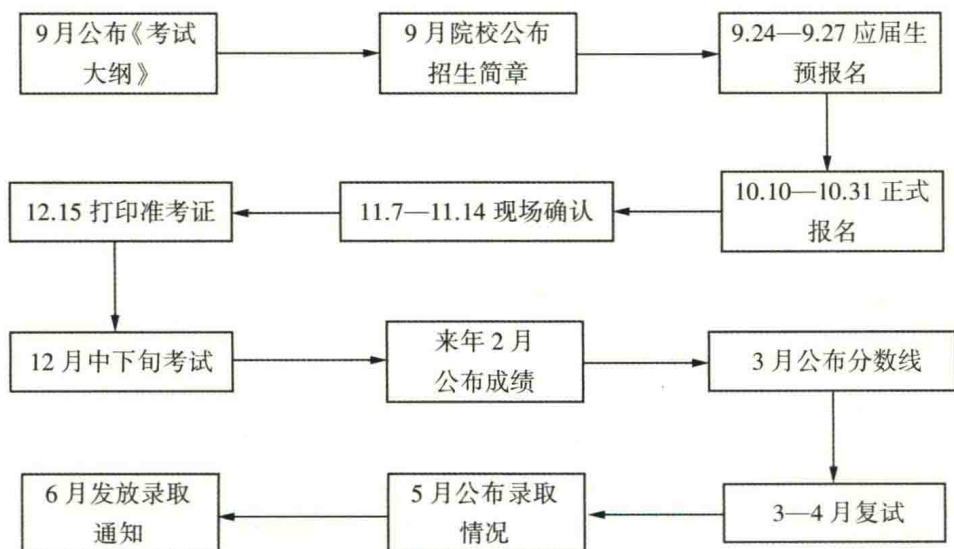 9月公布《考试
大纲》
9月院校公布
招生简章
9.24—9.27 应届生
预报名
10.10—10.31 正式
报名
11.7—11.14 现场确认
12.15 打印准考证
12月中下旬考试
来年2月
公布成绩
3月公布分数线
3—4月复试
5月公布录取
情况
6月发放录取
通知